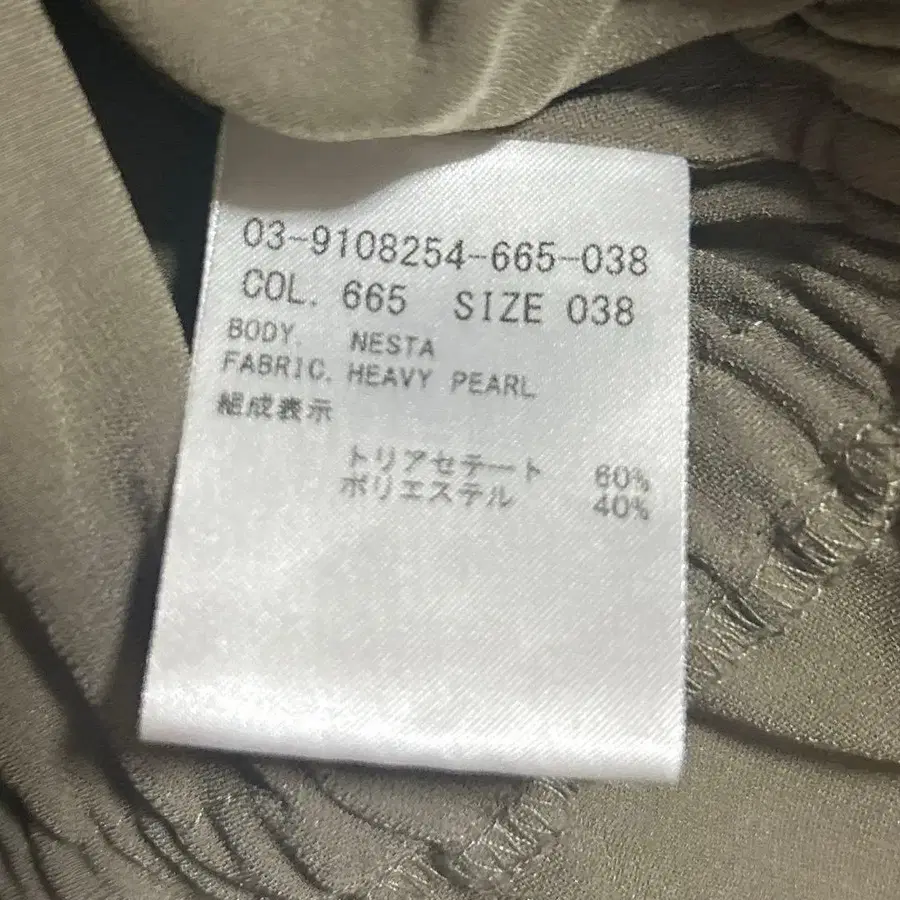 03-9108254-665-038
COL. 665 SIZE 038
BODY. NESTA
FABRIC. HEAVY PEARL
組成表示
トリアセテート 60%
ポリエステル 40%